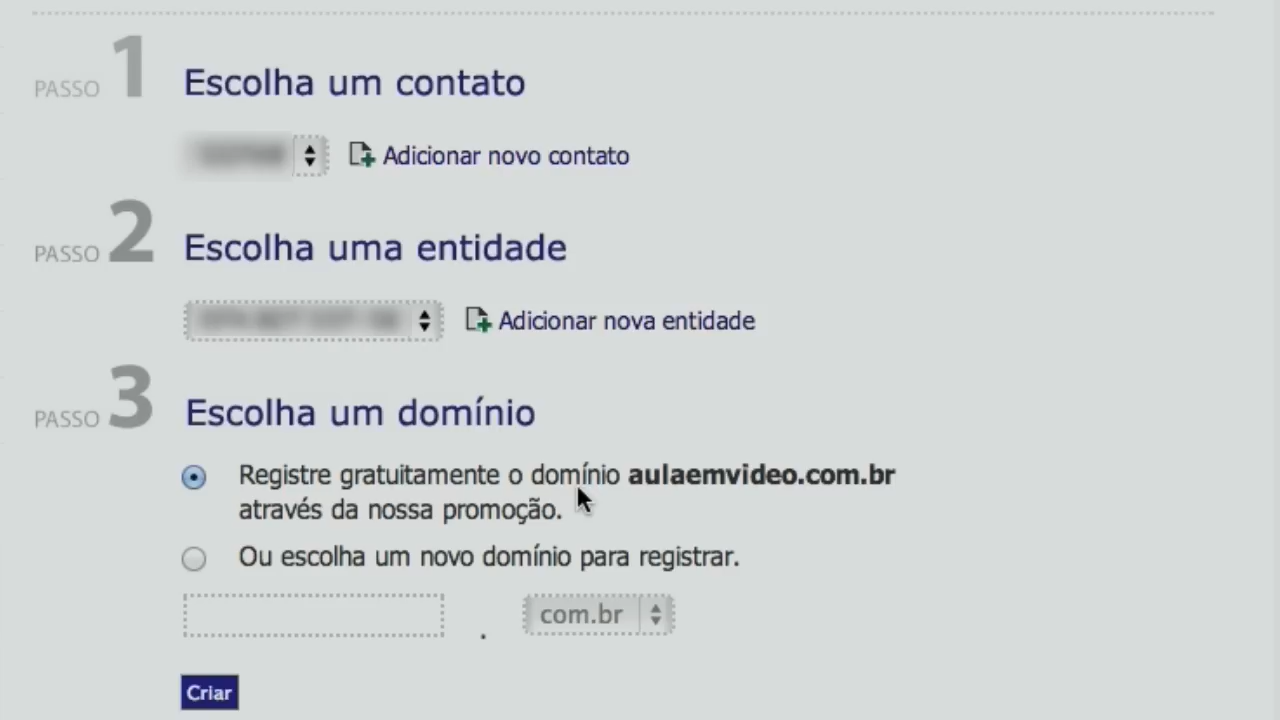 PASSO 1 Escolha um contato
Adicionar novo contato
PASSO 2 Escolha uma entidade
Adicionar nova entidade
PASSO 3 Escolha um domínio
Registre gratuitamente o domínio aulaemvideo.com.br
através da nossa promoção.
Ou escolha um novo domínio para registrar.
. com.br
Criar